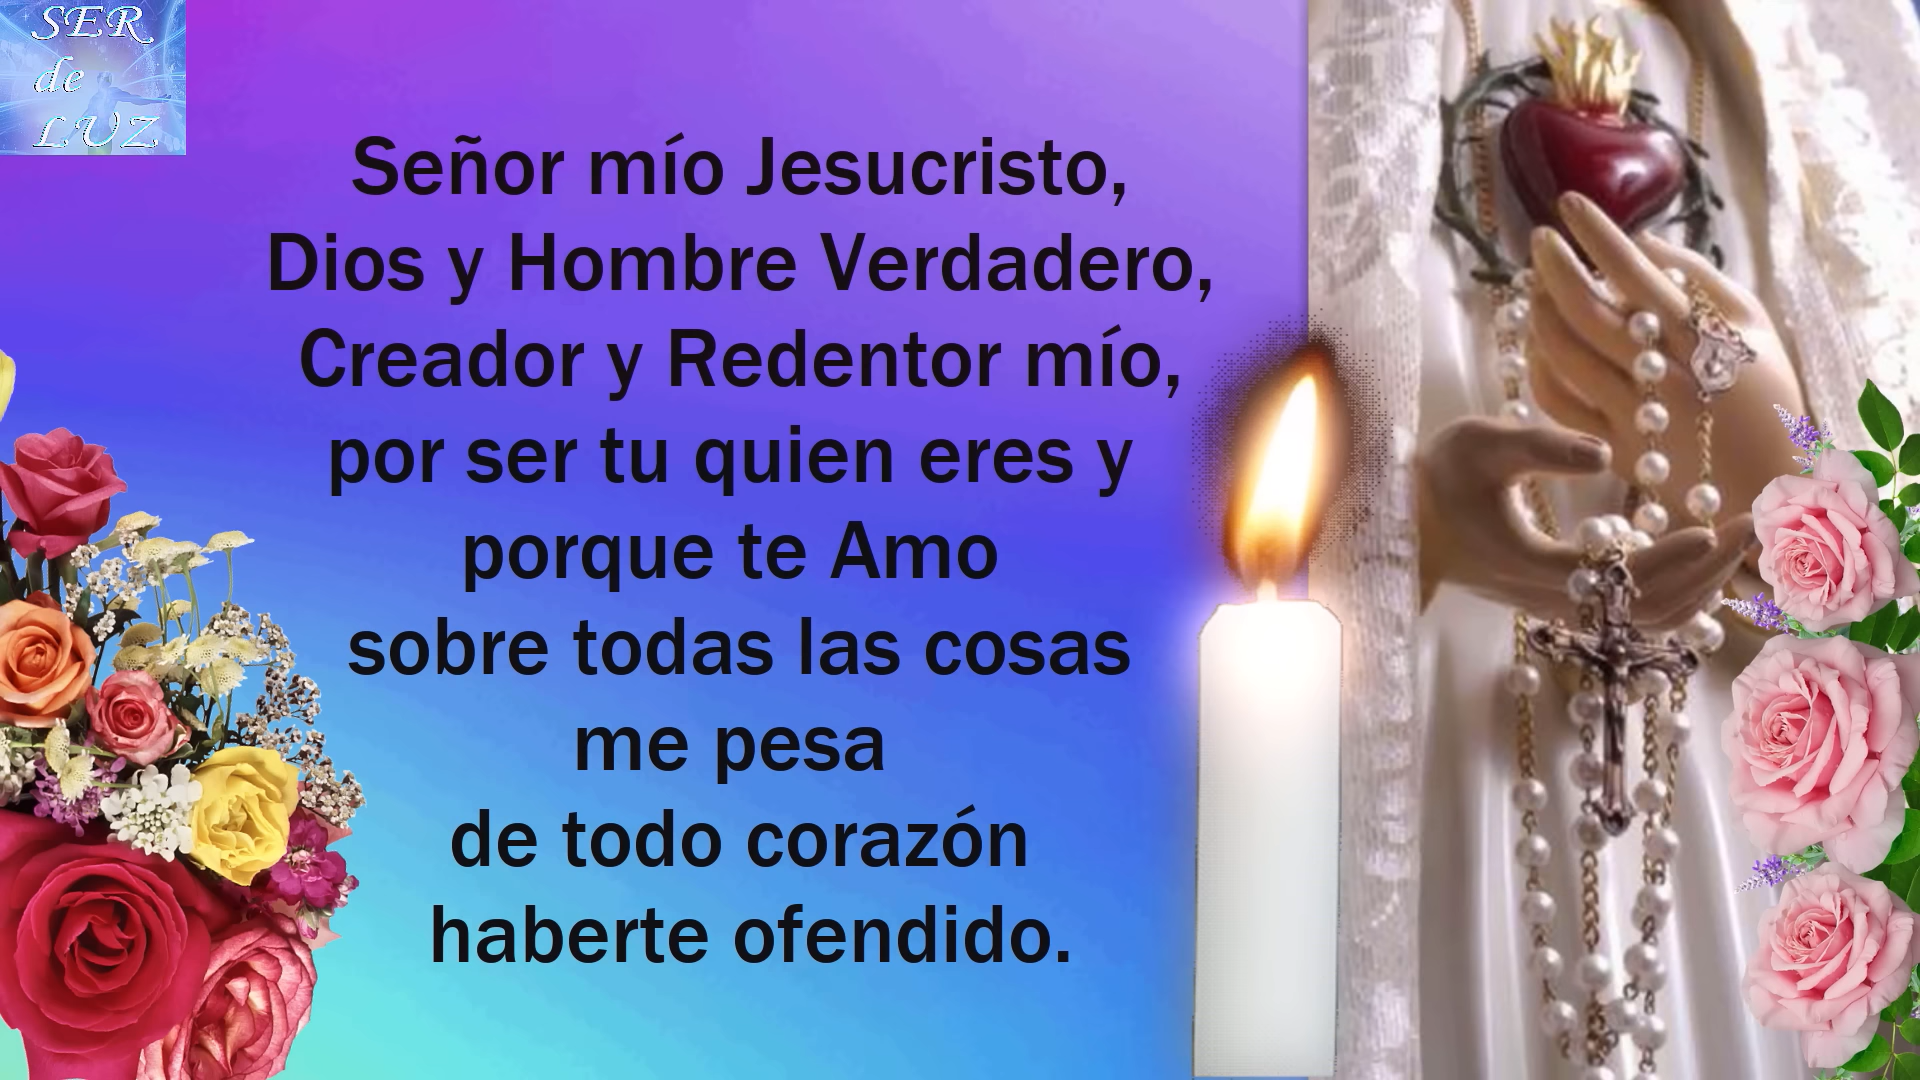 SER
de
LUZ
Señor mío Jesucristo,
Dios y Hombre Verdadero,
Creador y Redentor mío,
por ser tu quien eres y
porque te Amo
sobre todas las cosas
me pesa
de todo corazón
haberte ofendido.